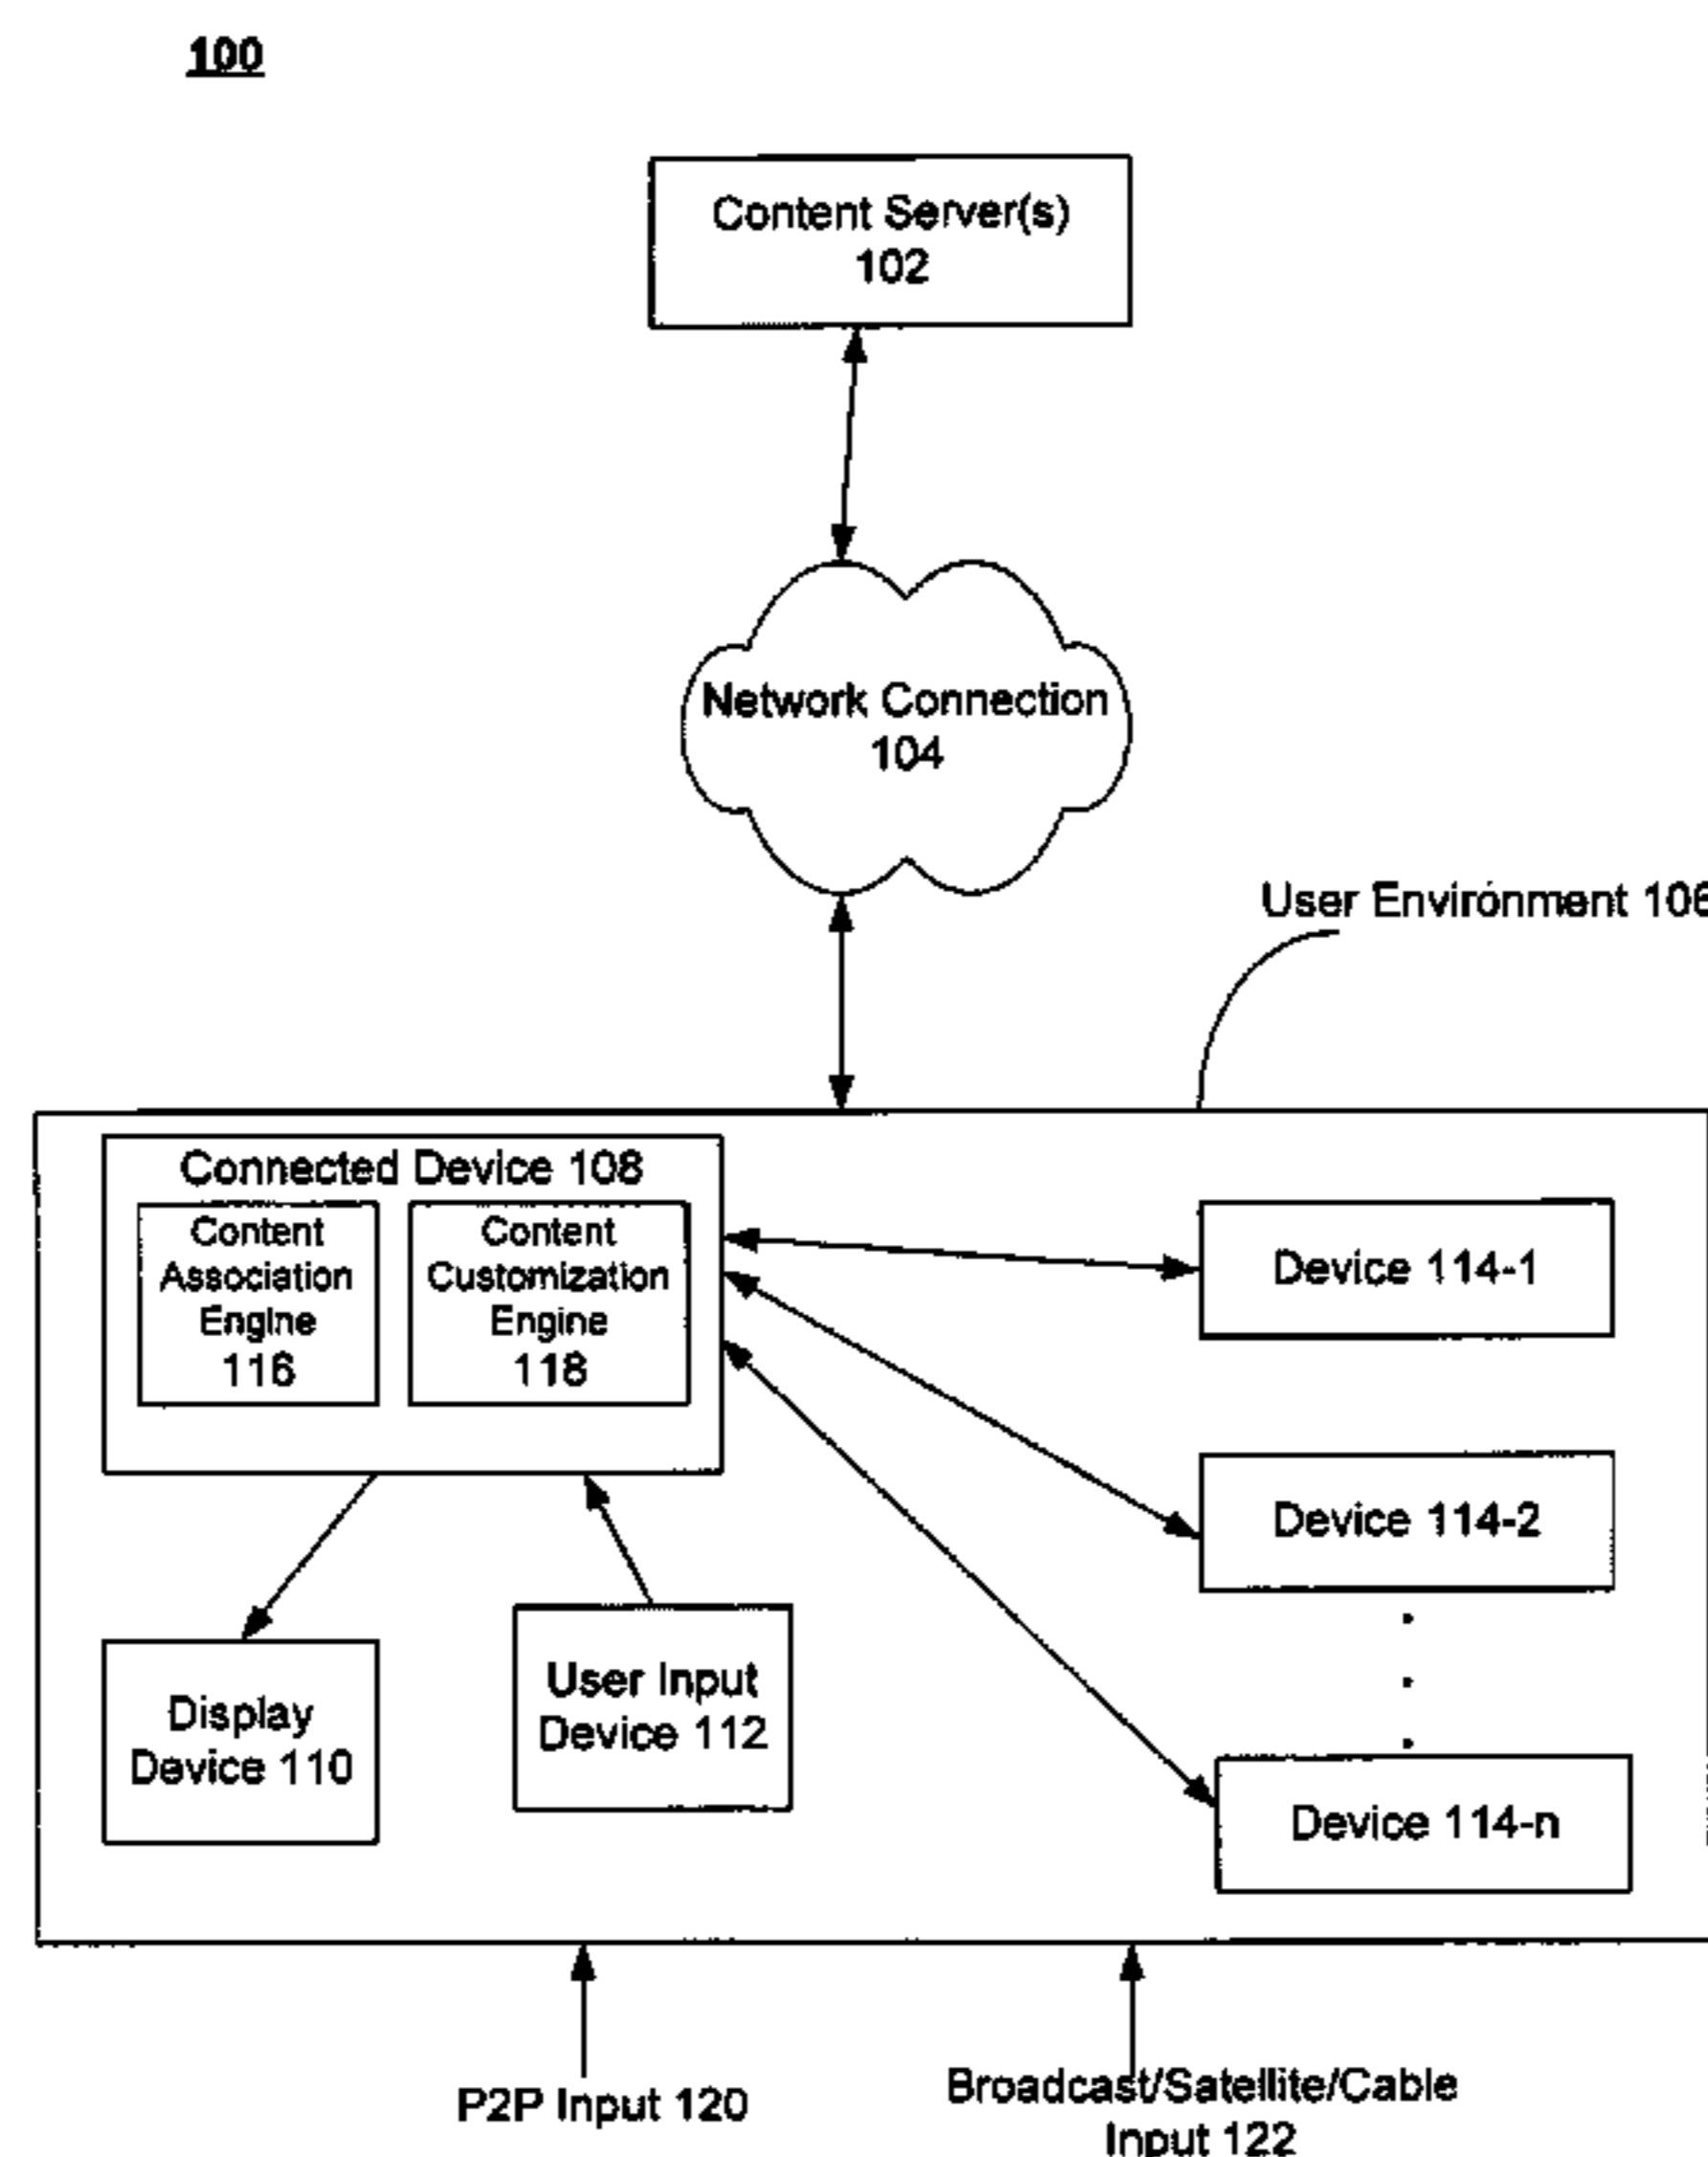 100
Content Server(s)
102
Network Connection
104
User Environment 106
Connected Device 108
Content
Association
Engine
116
Content
Customization
Engine
118
Device 114-1
Device 114-2
Device 114-n
Display
Device 110
User Input
Device 112
P2P Input 120
Broadcast/Satellite/Cable
Input 122